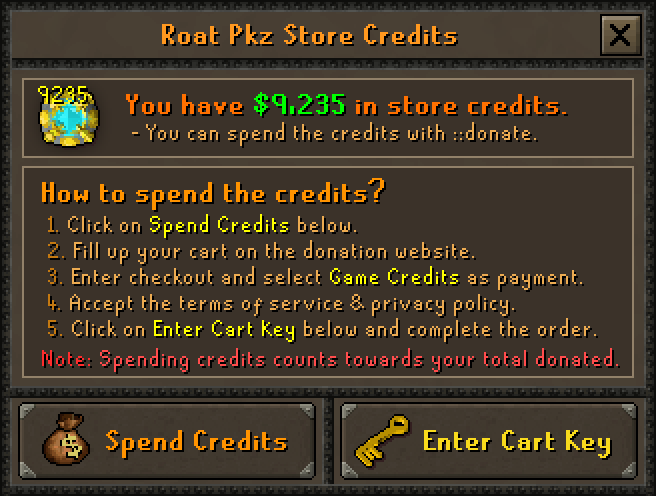 Roat Pkz Store Credits
9235
You have $9,235 in store credits.
- You can spend the credits with ::donate.
How to spend the credits?
1. Click on Spend Credits below.
2. Fill up your cart on the donation website.
3. Enter checkout and select Game Credits as payment.
4. Accept the terms of service & privacy policy.
5. Click on Enter Cart Key below and complete the order.
Note: Spending credits counts towards your total donated.
Spend Credits
Enter Cart Key